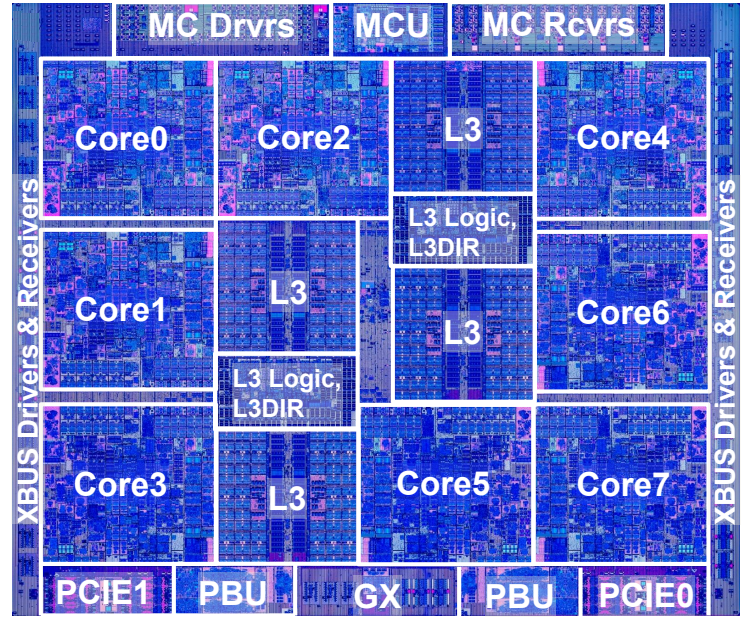 MC Drvrs
MCU
MC Rcvrs
Core0
Core2
L3
Core4
XBUS Drivers & Receivers
XBUS Drivers & Receivers
L3 Logic,
L3DIR
Core1
L3
L3
Core6
L3 Logic,
L3DIR
Core3
L3
Core5
Core7
PCIE1
PBU
GX
PBU
PCIE0